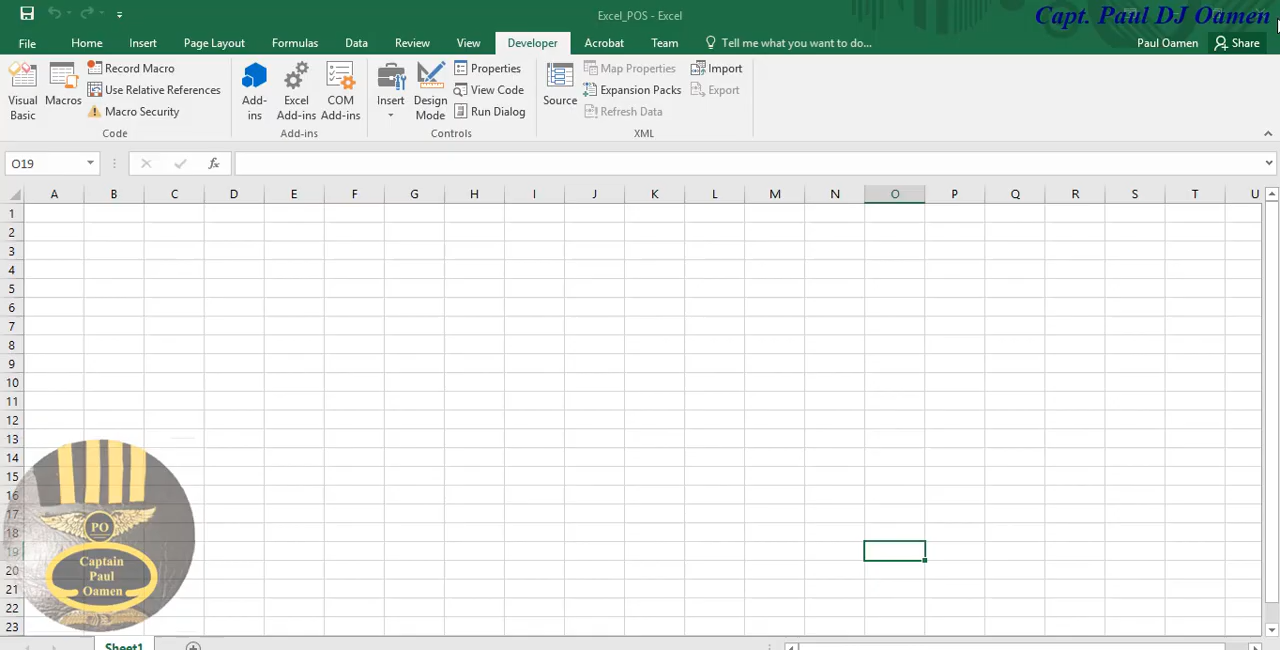 Excel_POS - Excel
Capt. Paul DJ Oamen
File Home Insert Page Layout Formulas Data Review View Developer Acrobat Team Tell me what you want to do... Paul Oamen Share
Visual Basic
Macros
Record Macro
Use Relative References
Macro Security
Code
Add-ins
Excel Add-ins
COM Add-ins
Add-ins
Insert
Design Mode
Properties
View Code
Run Dialog
Controls
Source
Map Properties
Expansion Packs
Refresh Data
Import
Export
XML
O19
fx
A B C D E F G H I J K L M N O P Q R S T U
1
2
3
4
5
6
7
8
9
10
11
12
13
14
15
16
17
18
19
20
21
22
23
PO
Captain
Paul
Oamen
Sheet1